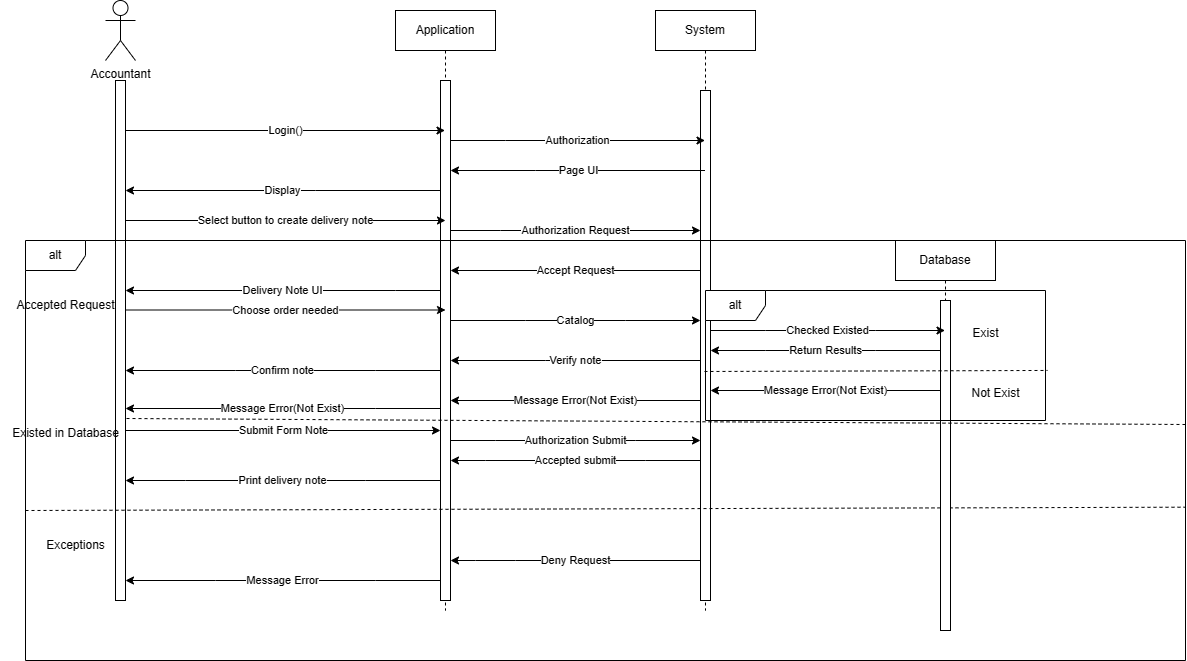 Application
System
Accountant
Login()
Authorization
Page UI
Display
Select button to create delivery note
Authorization Request
alt
Database
Accept Request
Delivery Note UI
Accepted Request
Choose order needed
alt
Catalog
Checked Existed
Exist
Return Results
Verify note
Confirm note
Message Error(Not Exist)
Not Exist
Message Error(Not Exist)
Message Error(Not Exist)
Existed in Database
Submit Form Note
Authorization Submit
Accepted submit
Print delivery note
Exceptions
Deny Request
Message Error